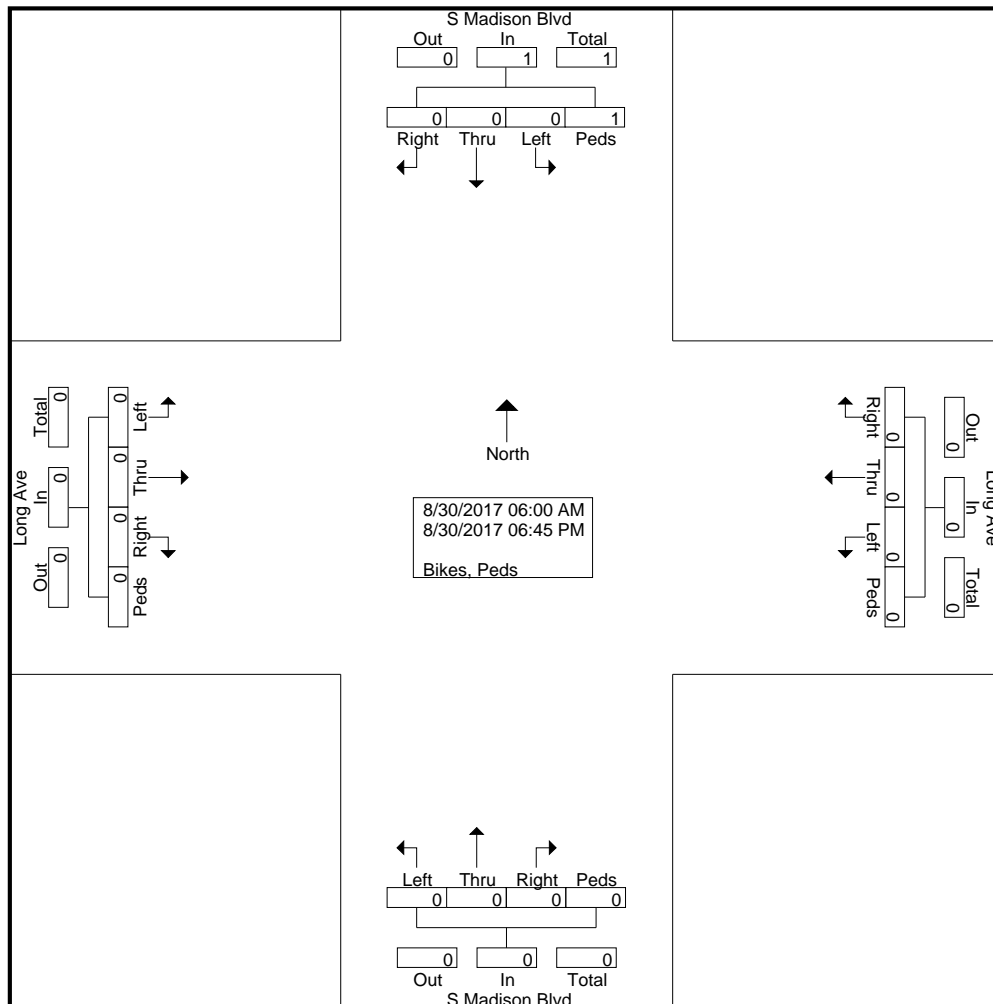 S Madison Blvd
Out In Total
0 1 1
0 0 0 1
Right Thru Left Peds
Long Ave
Total In Out
0 0 0
0 0 0 0
Left Thru Right Peds
North
8/30/2017 06:00 AM
8/30/2017 06:45 PM
Bikes, Peds
Right Thru Left Peds
0 0 0 0
0 0 0
Out In Total
Long Ave
Left Thru Right Peds
0 0 0 0
0 0 0
Out In Total
S Madison Blvd